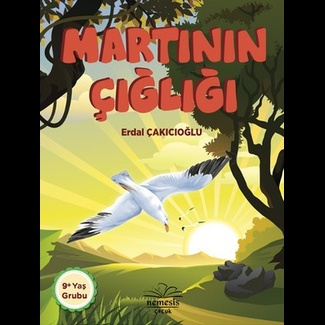 MARTININ
ÇIĞLIĞI
Erdal ÇAKICIOĞLU
9+ Yaş
Grubu
nemesis
çocuk